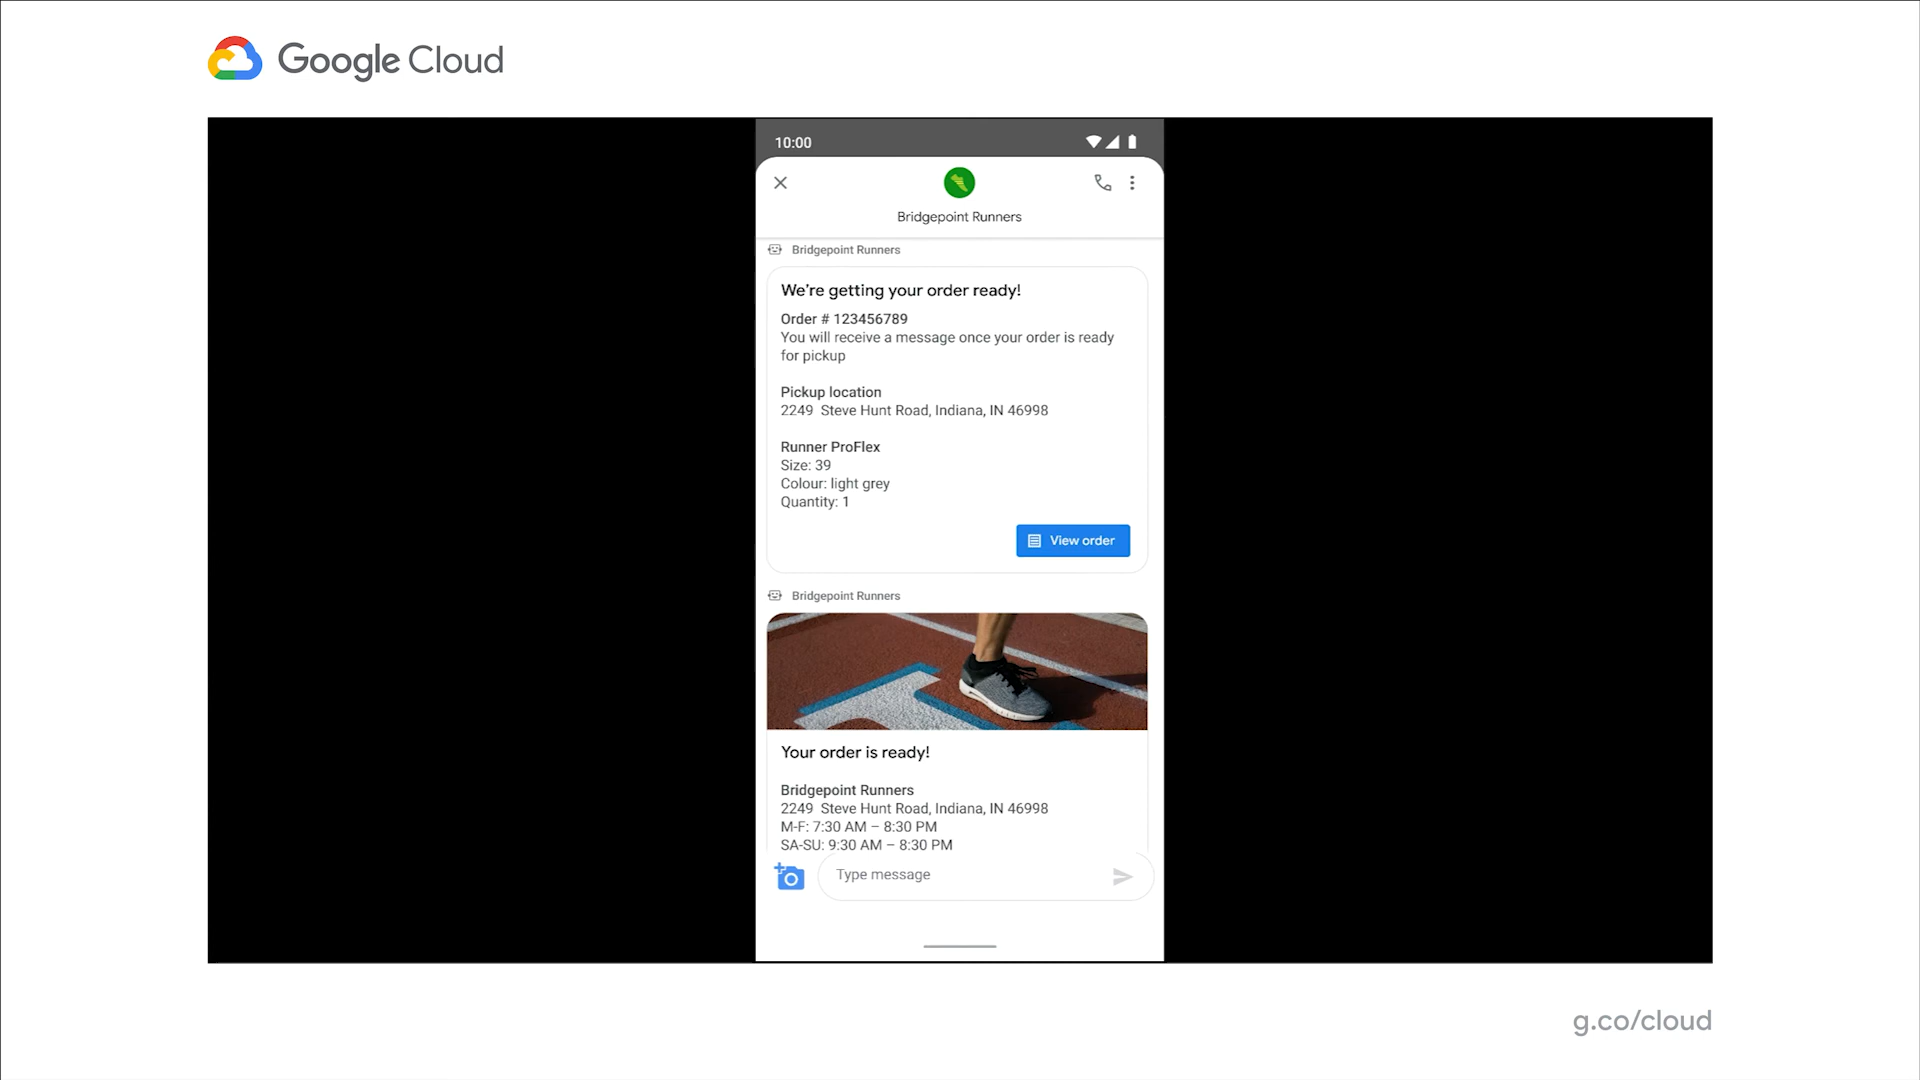 Google Cloud
10:00
Bridgepoint Runners
Bridgepoint Runners
We're getting your order ready!
Order # 123456789
You will receive a message once your order is ready
for pickup
Pickup location
2249 Steve Hunt Road, Indiana, IN 46998
Runner ProFlex
Size: 39
Colour: light grey
Quantity: 1
View order
Bridgepoint Runners
Your order is ready!
Bridgepoint Runners
2249 Steve Hunt Road, Indiana, IN 46998
M-F: 7:30 AM – 8:30 PM
SA-SU: 9:30 AM – 8:30 PM
Type message
g.co/cloud